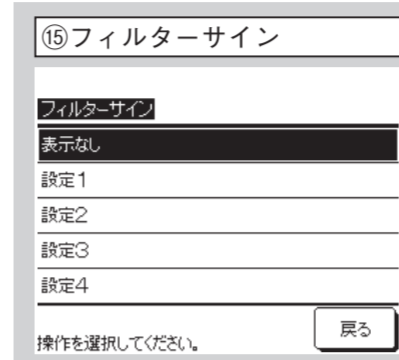 ⑮フィルターサイン
フィルターサイン
表示なし
設定1
設定2
設定3
設定4
操作を選択してください。
戻る